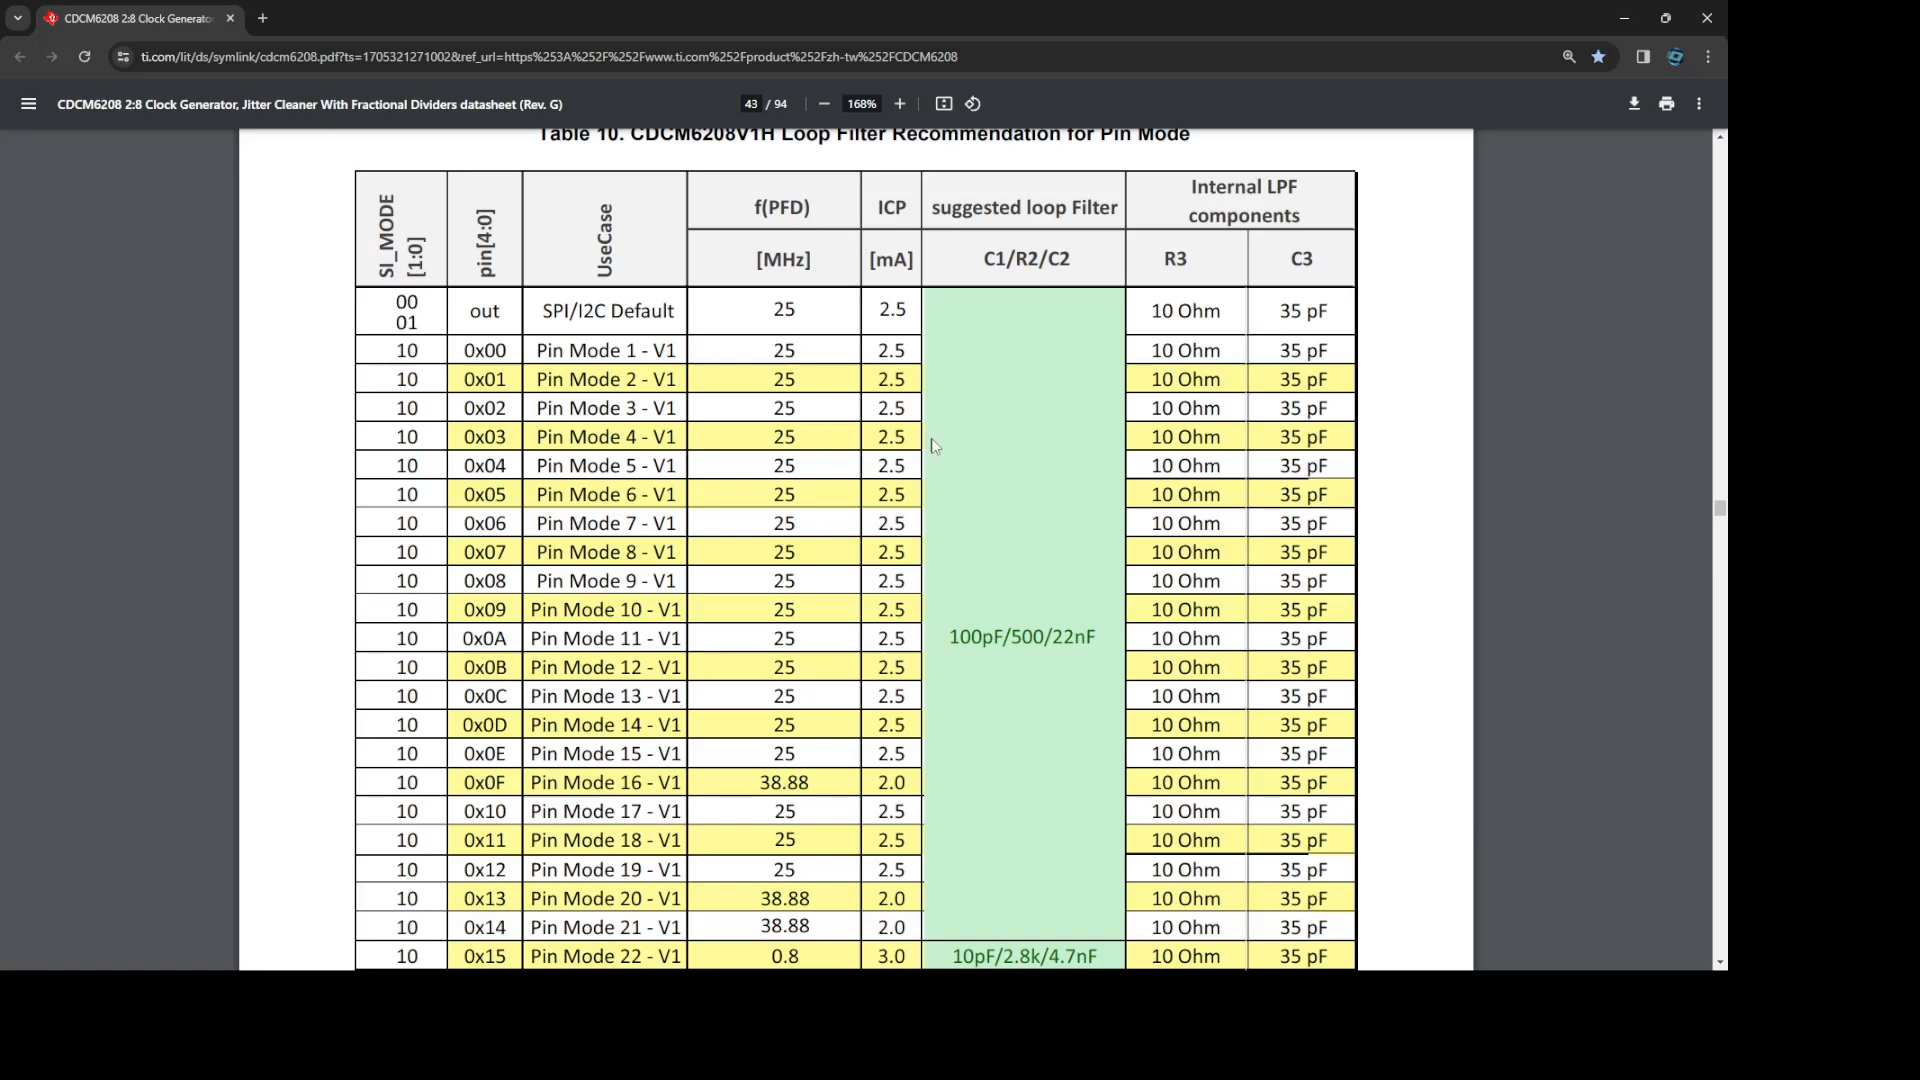 CDCM6208 2:8 Clock Generato
ti.com/lit/ds/symlink/cdcm6208.pdf?ts=1705321271002&ref_url=https%253A%252F%252Fwww.ti.com%252Fproduct%252Fzh-tw%252FCDCM6208
CDCM6208 2:8 Clock Generator, Jitter Cleaner With Fractional Dividers datasheet (Rev. G) 43 / 94 168%
Table 10. CDCM6208V1H Loop Filter Recommendation for Pin Mode
SI_MODE [1:0] pin[4:0] UseCase f(PFD) ICP suggested loop Filter Internal LPF components
[MHz] [mA] C1/R2/C2 R3 C3
00 01 out SPI/I2C Default 25 2.5 10 Ohm 35 pF
10 0x00 Pin Mode 1 - V1 25 2.5 10 Ohm 35 pF
10 0x01 Pin Mode 2 - V1 25 2.5 10 Ohm 35 pF
10 0x02 Pin Mode 3 - V1 25 2.5 10 Ohm 35 pF
10 0x03 Pin Mode 4 - V1 25 2.5 10 Ohm 35 pF
10 0x04 Pin Mode 5 - V1 25 2.5 10 Ohm 35 pF
10 0x05 Pin Mode 6 - V1 25 2.5 10 Ohm 35 pF
10 0x06 Pin Mode 7 - V1 25 2.5 10 Ohm 35 pF
10 0x07 Pin Mode 8 - V1 25 2.5 10 Ohm 35 pF
10 0x08 Pin Mode 9 - V1 25 2.5 10 Ohm 35 pF
10 0x09 Pin Mode 10 - V1 25 2.5 10 Ohm 35 pF
10 0x0A Pin Mode 11 - V1 25 2.5 100pF/500/22nF 10 Ohm 35 pF
10 0x0B Pin Mode 12 - V1 25 2.5 10 Ohm 35 pF
10 0x0C Pin Mode 13 - V1 25 2.5 10 Ohm 35 pF
10 0x0D Pin Mode 14 - V1 25 2.5 10 Ohm 35 pF
10 0x0E Pin Mode 15 - V1 25 2.5 10 Ohm 35 pF
10 0x0F Pin Mode 16 - V1 38.88 2.0 10 Ohm 35 pF
10 0x10 Pin Mode 17 - V1 25 2.5 10 Ohm 35 pF
10 0x11 Pin Mode 18 - V1 25 2.5 10 Ohm 35 pF
10 0x12 Pin Mode 19 - V1 25 2.5 10 Ohm 35 pF
10 0x13 Pin Mode 20 - V1 38.88 2.0 10 Ohm 35 pF
10 0x14 Pin Mode 21 - V1 38.88 2.0 10 Ohm 35 pF
10 0x15 Pin Mode 22 - V1 0.8 3.0 10pF/2.8k/4.7nF 10 Ohm 35 pF